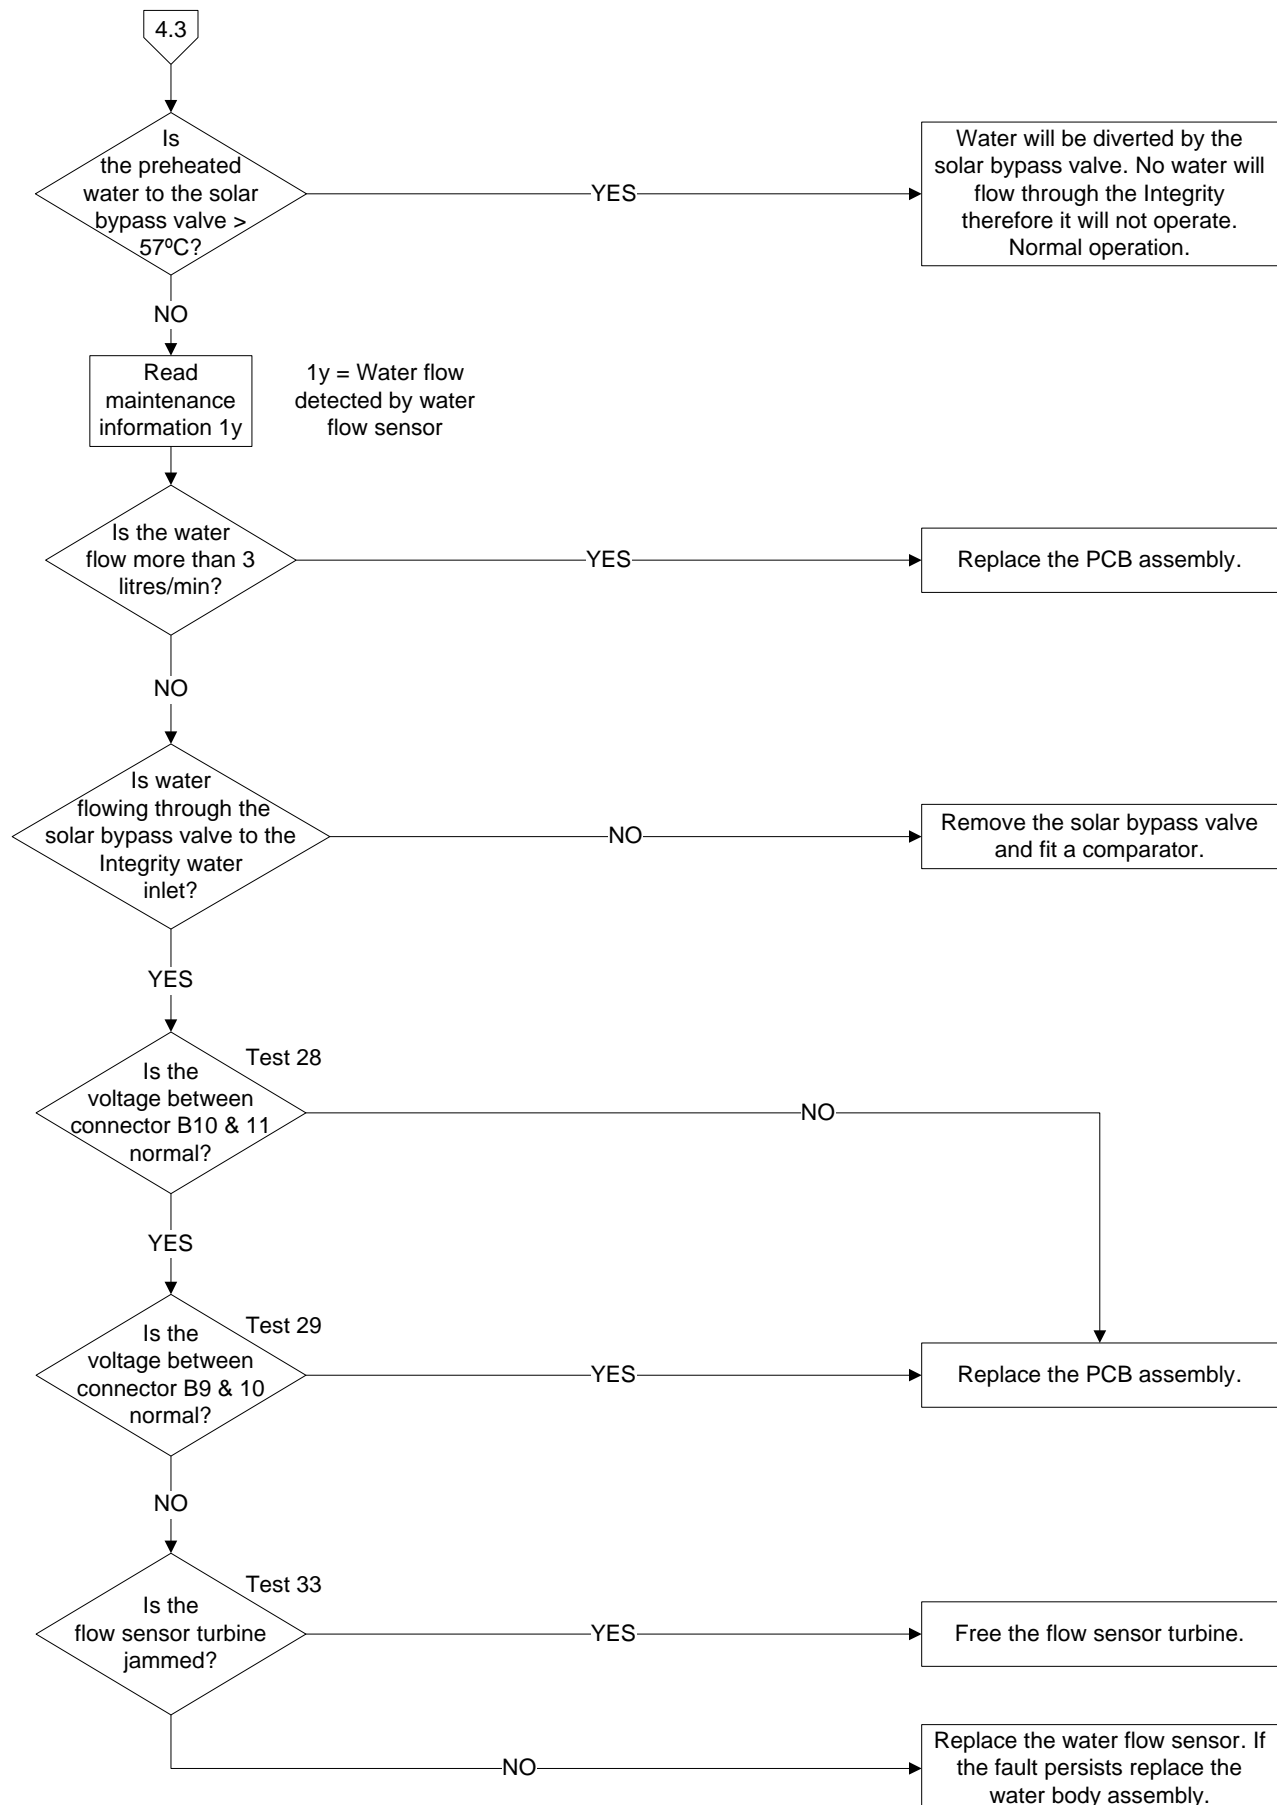 4.3
Is
the preheated
water to the solar
bypass valve >
57ºC?
YES
Water will be diverted by the
solar bypass valve. No water will
flow through the Integrity
therefore it will not operate.
Normal operation.
NO
Read
maintenance
information 1y
1y = Water flow
detected by water
flow sensor
Is the water
flow more than 3
litres/min?
YES
Replace the PCB assembly.
NO
Is water
flowing through the
solar bypass valve to the
Integrity water
inlet?
NO
Remove the solar bypass valve
and fit a comparator.
YES
Test 28
Is the
voltage between
connector B10 & 11
normal?
NO
YES
Test 29
Is the
voltage between
connector B9 & 10
normal?
YES
Replace the PCB assembly.
NO
Test 33
Is the
flow sensor turbine
jammed?
YES
Free the flow sensor turbine.
NO
Replace the water flow sensor. If
the fault persists replace the
water body assembly.